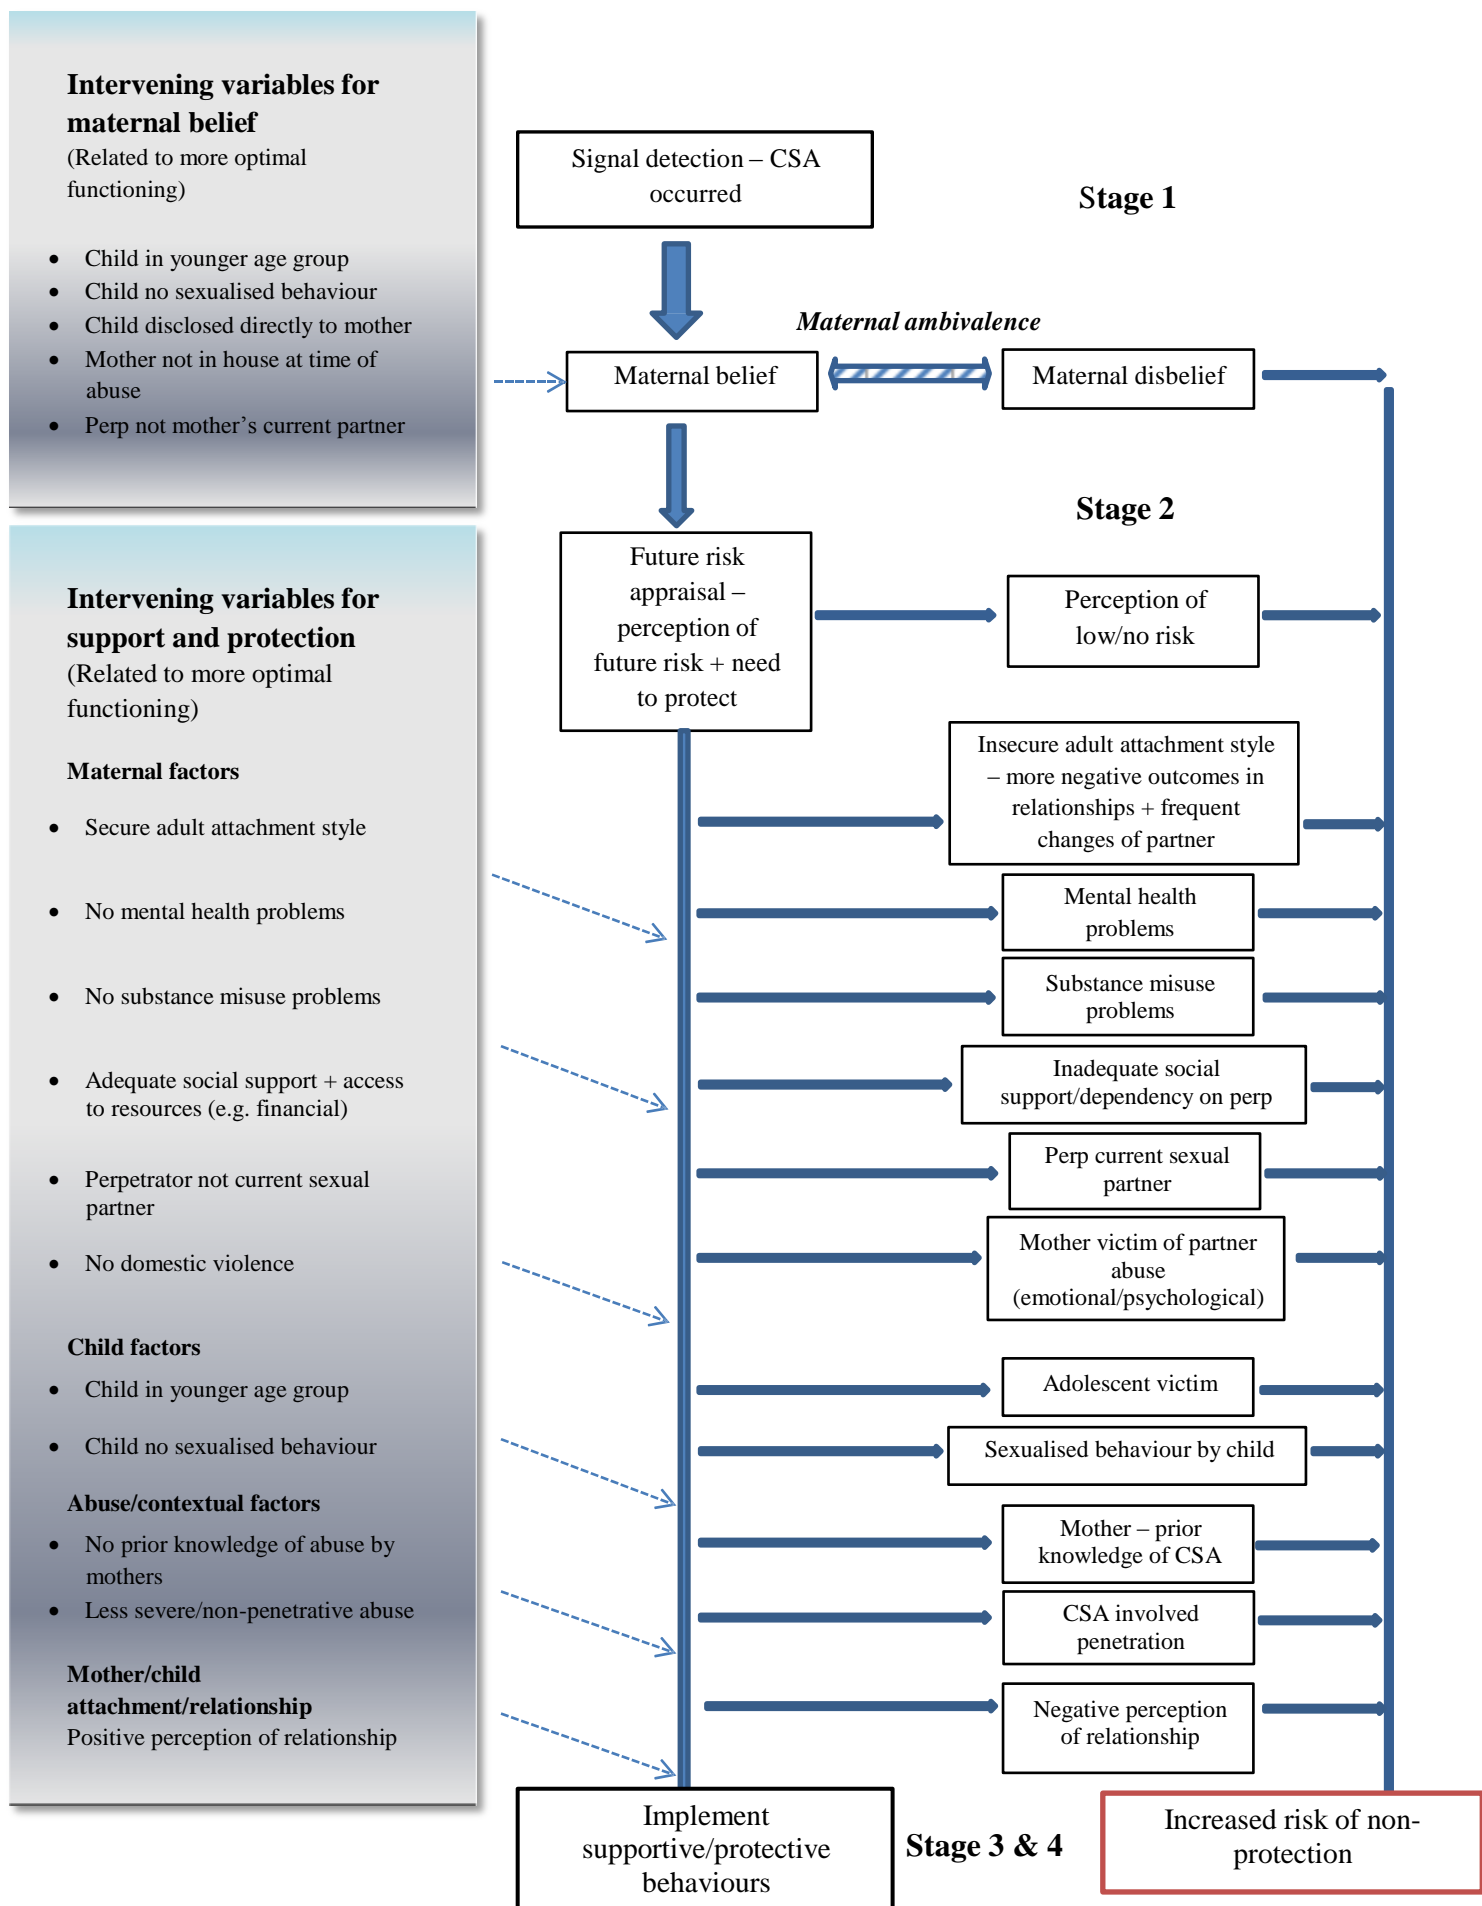 Intervening variables for
maternal belief
(Related to more optimal
functioning)
• Child in younger age group
• Child no sexualised behaviour
• Child disclosed directly to mother
• Mother not in house at time of
abuse
• Perp not mother’s current partner
Intervening variables for
support and protection
(Related to more optimal
functioning)
Maternal factors
• Secure adult attachment style
• No mental health problems
• No substance misuse problems
• Adequate social support + access
to resources (e.g. financial)
• Perpetrator not current sexual
partner
• No domestic violence
Child factors
• Child in younger age group
• Child no sexualised behaviour
Abuse/contextual factors
• No prior knowledge of abuse by
mothers
• Less severe/non-penetrative abuse
Mother/child
attachment/relationship
Positive perception of relationship
Signal detection – CSA
occurred
Stage 1
Maternal ambivalence
Maternal belief
Maternal disbelief
Stage 2
Future risk
appraisal –
perception of
future risk + need
to protect
Perception of
low/no risk
Insecure adult attachment style
– more negative outcomes in
relationships + frequent
changes of partner
Mental health
problems
Substance misuse
problems
Inadequate social
support/dependency on perp
Perp current sexual
partner
Mother victim of partner
abuse
(emotional/psychological)
Adolescent victim
Sexualised behaviour by child
Mother – prior
knowledge of CSA
CSA involved
penetration
Negative perception
of relationship
Implement
supportive/protective
behaviours
Stage 3 & 4
Increased risk of non-
protection